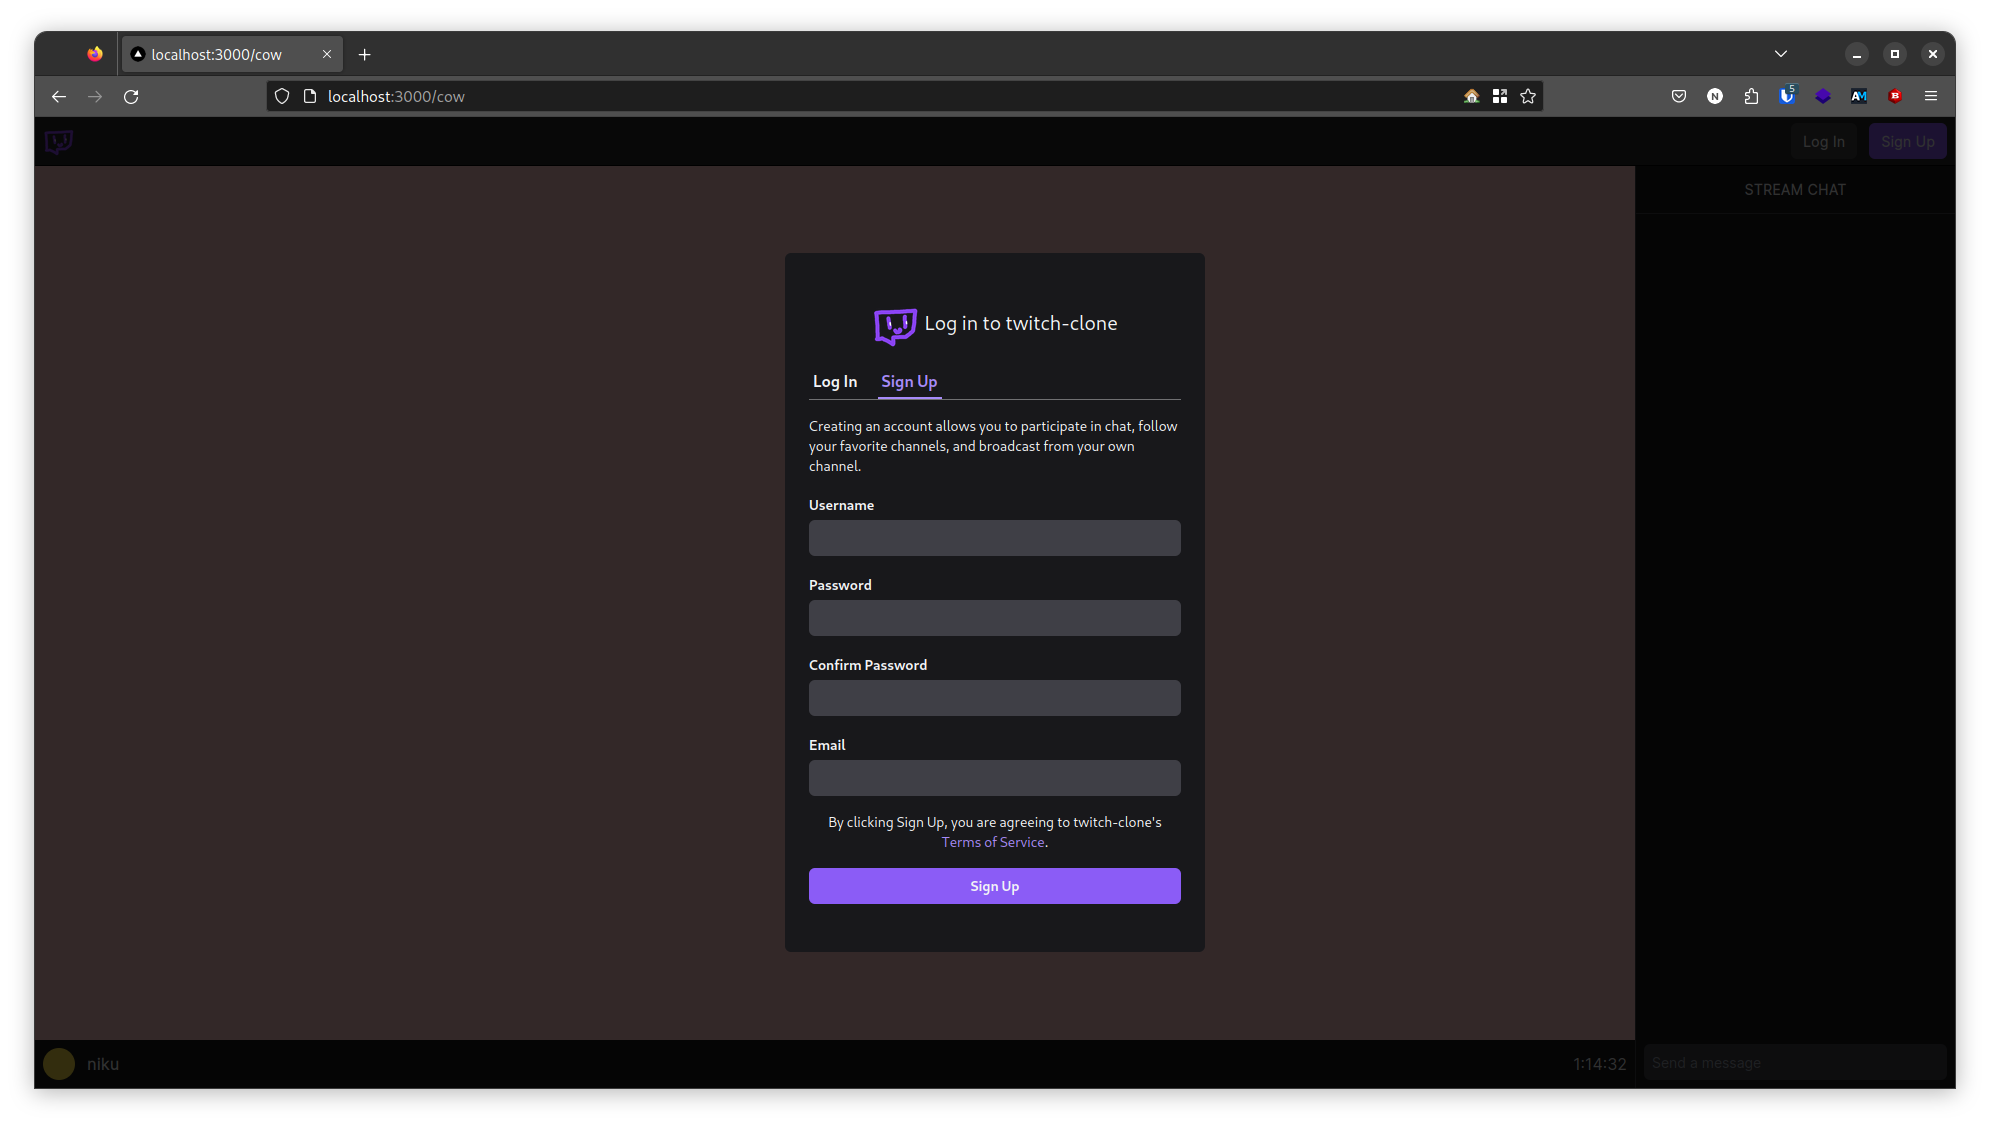 localhost:3000/cow
localhost:3000/cow
N
5
AM
B
Log In
Sign Up
STREAM CHAT
Log in to twitch-clone
Log In
Sign Up
Creating an account allows you to participate in chat, follow
your favorite channels, and broadcast from your own
channel.
Username
Password
Confirm Password
Email
By clicking Sign Up, you are agreeing to twitch-clone's
Terms of Service.
Sign Up
niku
1:14:32
Send a message